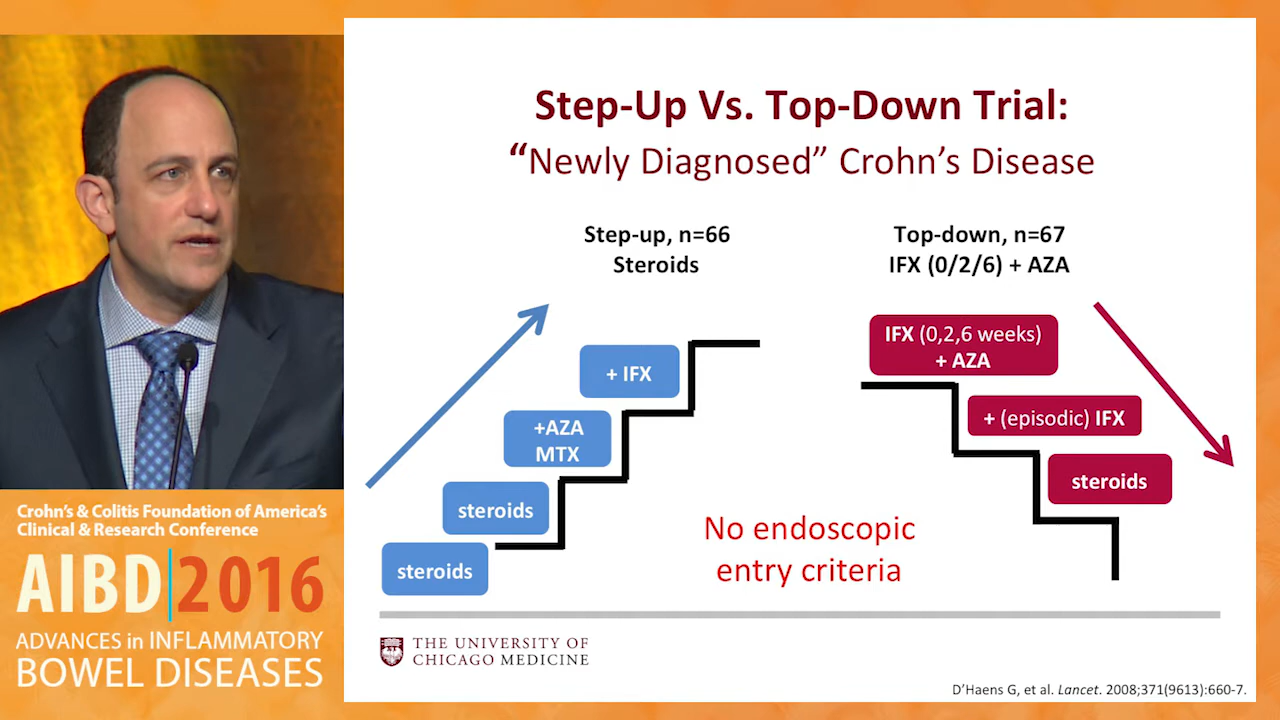 Step-Up Vs. Top-Down Trial:
“Newly Diagnosed” Crohn’s Disease
Step-up, n=66
Steroids
Top-down, n=67
IFX (0/2/6) + AZA
+ IFX
+AZA
MTX
steroids
steroids
IFX (0,2,6 weeks)
+ AZA
+ (episodic) IFX
steroids
No endoscopic
entry criteria
THE UNIVERSITY OF
CHICAGO MEDICINE
D’Haens G, et al. Lancet. 2008;371(9613):660-7.
Crohn’s & Colitis Foundation of America’s
Clinical & Research Conference
AIBD|2016
ADVANCES in INFLAMMATORY
BOWEL DISEASES